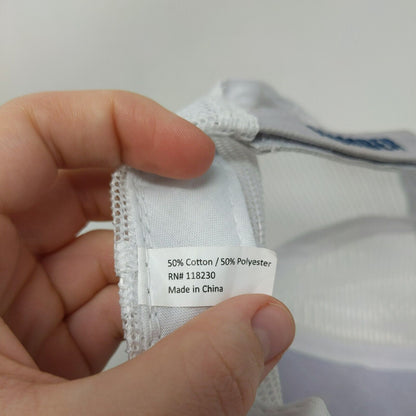 50% Cotton / 50% Polyester
RN# 118230
Made in China